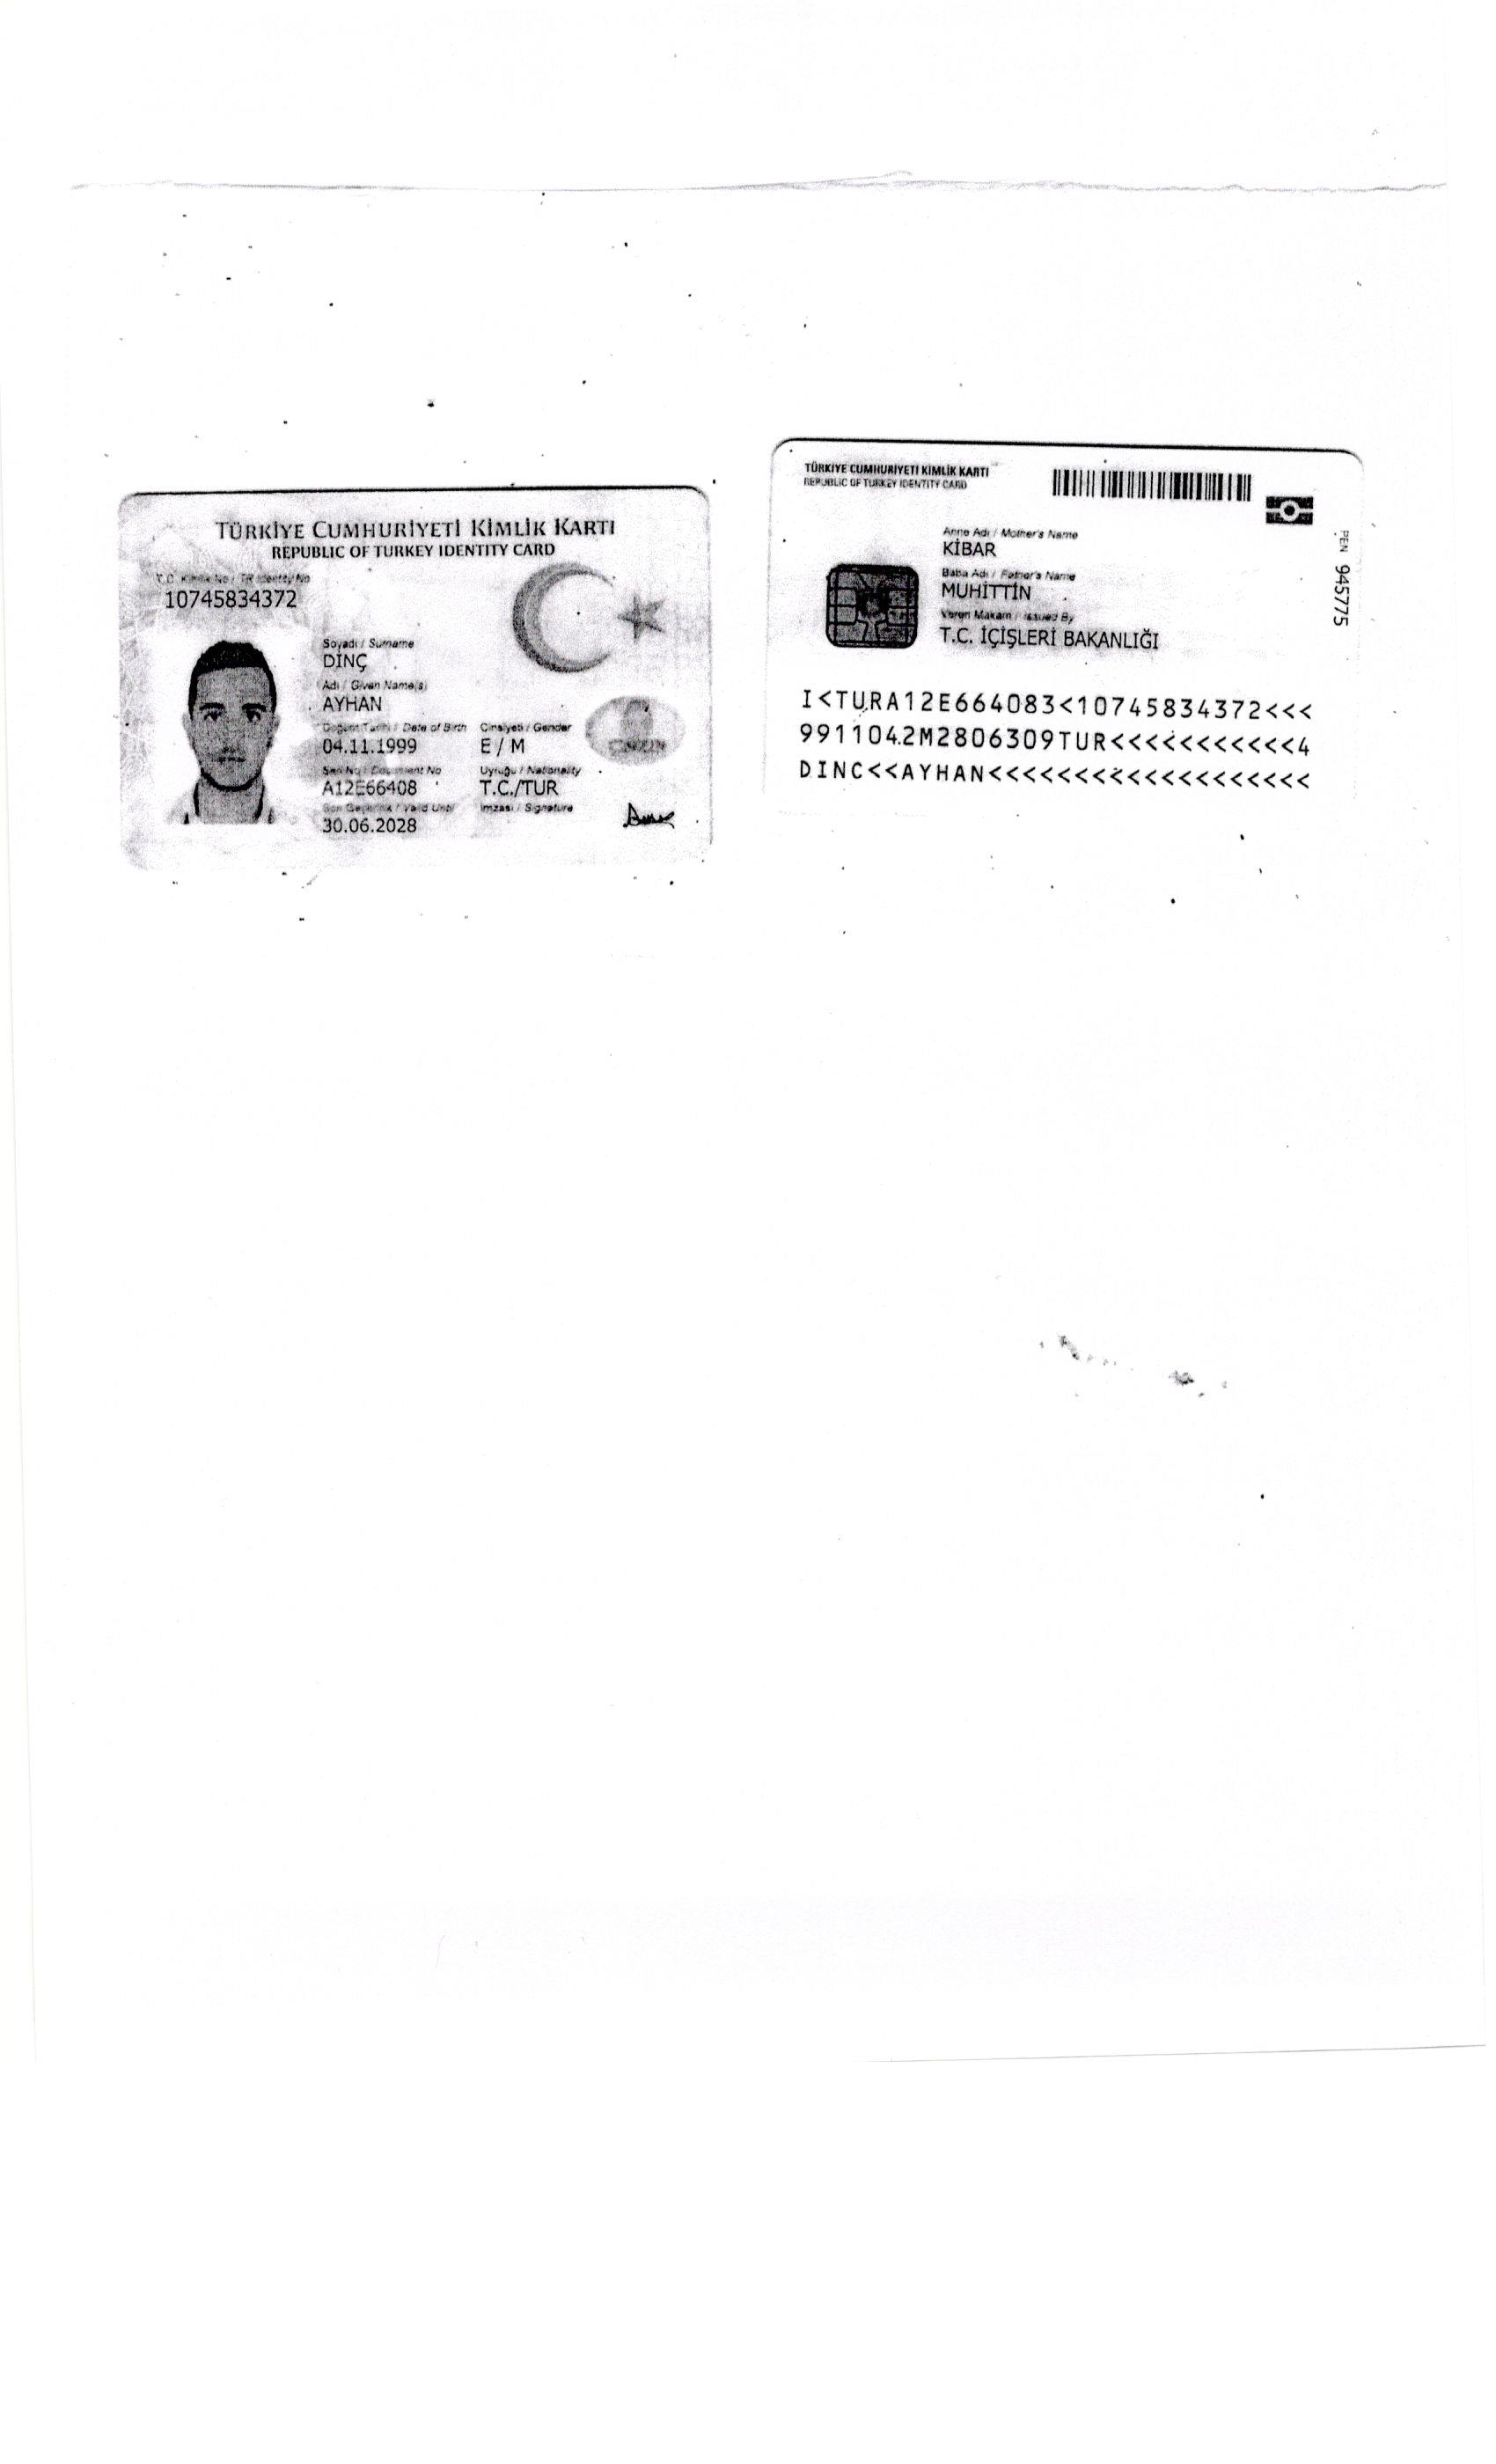 TÜRKİYE CUMHURİYETİ KİMLİK KARTI
REPUBLIC OF TURKEY IDENTITY CARD
T.C. Kimlik No / TR Identity No
10745834372
Soyadı / Surname
DİNÇ
Adı / Given Name(s)
AYHAN
Doğum Tarihi / Date of Birth Cinsiyeti / Gender
04.11.1999 E / M
Seri No / Document No Uyruğu / Nationality
A12E66408 T.C./TUR
Son Geçerlilik / Valid Until İmzası / Signature
30.06.2028
TÜRKİYE CUMHURİYETİ KİMLİK KARTI
REPUBLIC OF TURKEY IDENTITY CARD
Anne Adı / Mother's Name
KİBAR
Baba Adı / Father's Name
MUHİTTİN
Veren Makam / Issued By
T.C. İÇİŞLERİ BAKANLIĞI
PEN 945775
I<TURA12E664083<10745834372<<<
9911042M2806309TUR<<<<<<<<<<<4
DINC<<AYHAN<<<<<<<<<<<<<<<<<<<